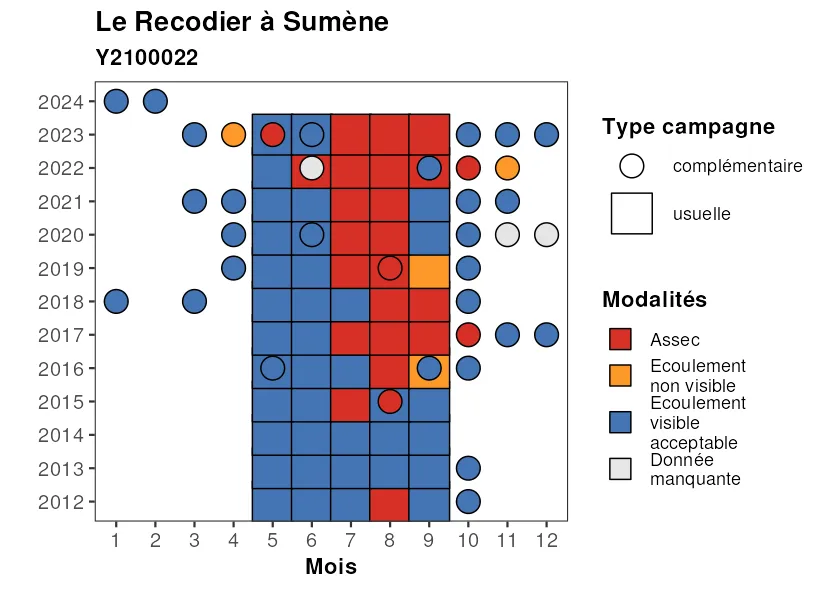 Le Recodier à Sumène
Y2100022
2024
2023
2022
2021
2020
2019
2018
2017
2016
2015
2014
2013
2012
1 2 3 4 5 6 7 8 9 10 11 12
Mois
Type campagne
complémentaire
usuelle
Modalités
Assec
Ecoulement
non visible
Ecoulement
visible
acceptable
Donnée
manquante